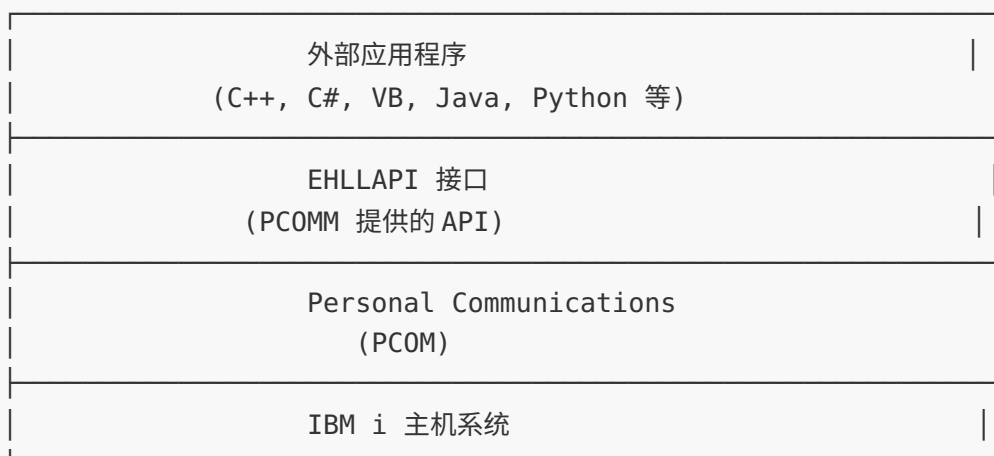 外部应用程序
(C++, C#, VB, Java, Python 等)
EHLLAPI 接口
(PCOMM 提供的 API)
Personal Communications
(PCOM)
IBM i 主机系统